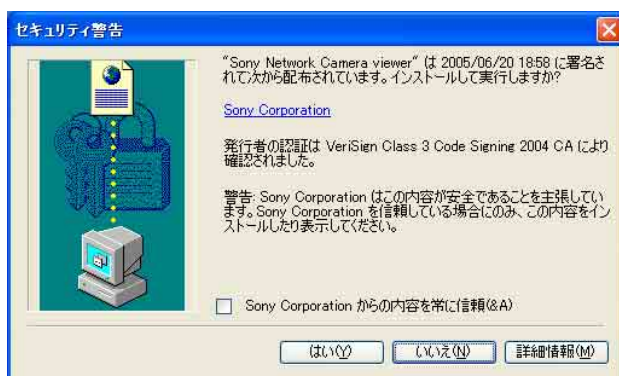 セキュリティ警告
"Sony Network Camera viewer" は 2005/06/20 18:58 に署名さ
れて次から配布されています。インストールして実行しますか?
Sony Corporation
発行者の認証は VeriSign Class 3 Code Signing 2004 CA により
確認されました。
警告: Sony Corporation はこの内容が安全であることを主張してい
ます。Sony Corporation を信頼している場合にのみ、この内容をイン
ストールしたり表示してください。
Sony Corporation からの内容を常に信頼(&A)
はい(Y)
いいえ(N)
詳細情報(M)